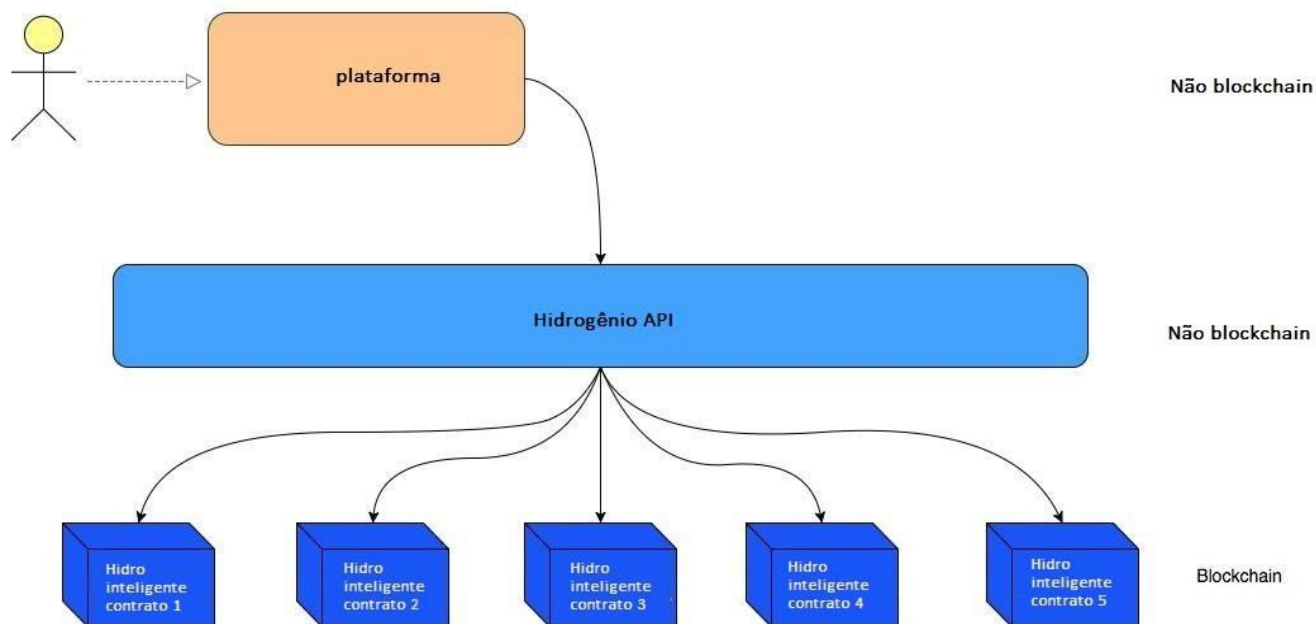 plataforma
Não blockchain
Hidrogênio API
Não blockchain
Hidro
inteligente
contrato 1
Hidro
inteligente
contrato 2
Hidro
inteligente
contrato 3
Hidro
inteligente
contrato 4
Hidro
inteligente
contrato 5
Blockchain